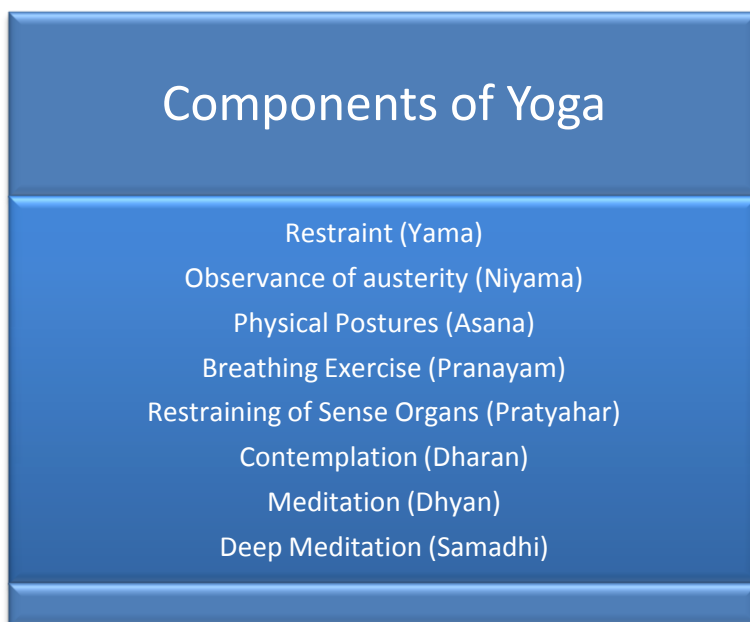 Components of Yoga
Restraint (Yama)
Observance of austerity (Niyama)
Physical Postures (Asana)
Breathing Exercise (Pranayam)
Restraining of Sense Organs (Pratyahar)
Contemplation (Dharan)
Meditation (Dhyan)
Deep Meditation (Samadhi)